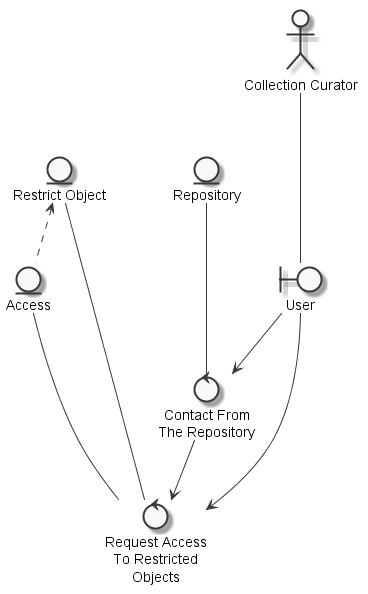 Collection Curator
Restrict Object
Repository
Access
User
Contact From
The Repository
Request Access
To Restricted
Objects